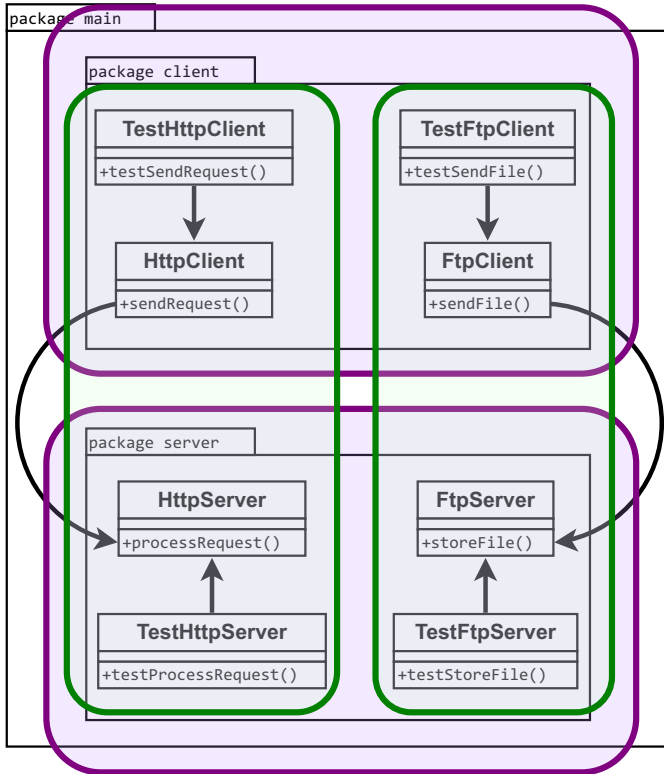 package main
package client
TestHttpClient
+testSendRequest()
TestFtpClient
+testSendFile()
HttpClient
+sendRequest()
FtpClient
+sendFile()
package server
HttpServer
+processRequest()
FtpServer
+storeFile()
TestHttpServer
+testProcessRequest()
TestFtpServer
+testStoreFile()